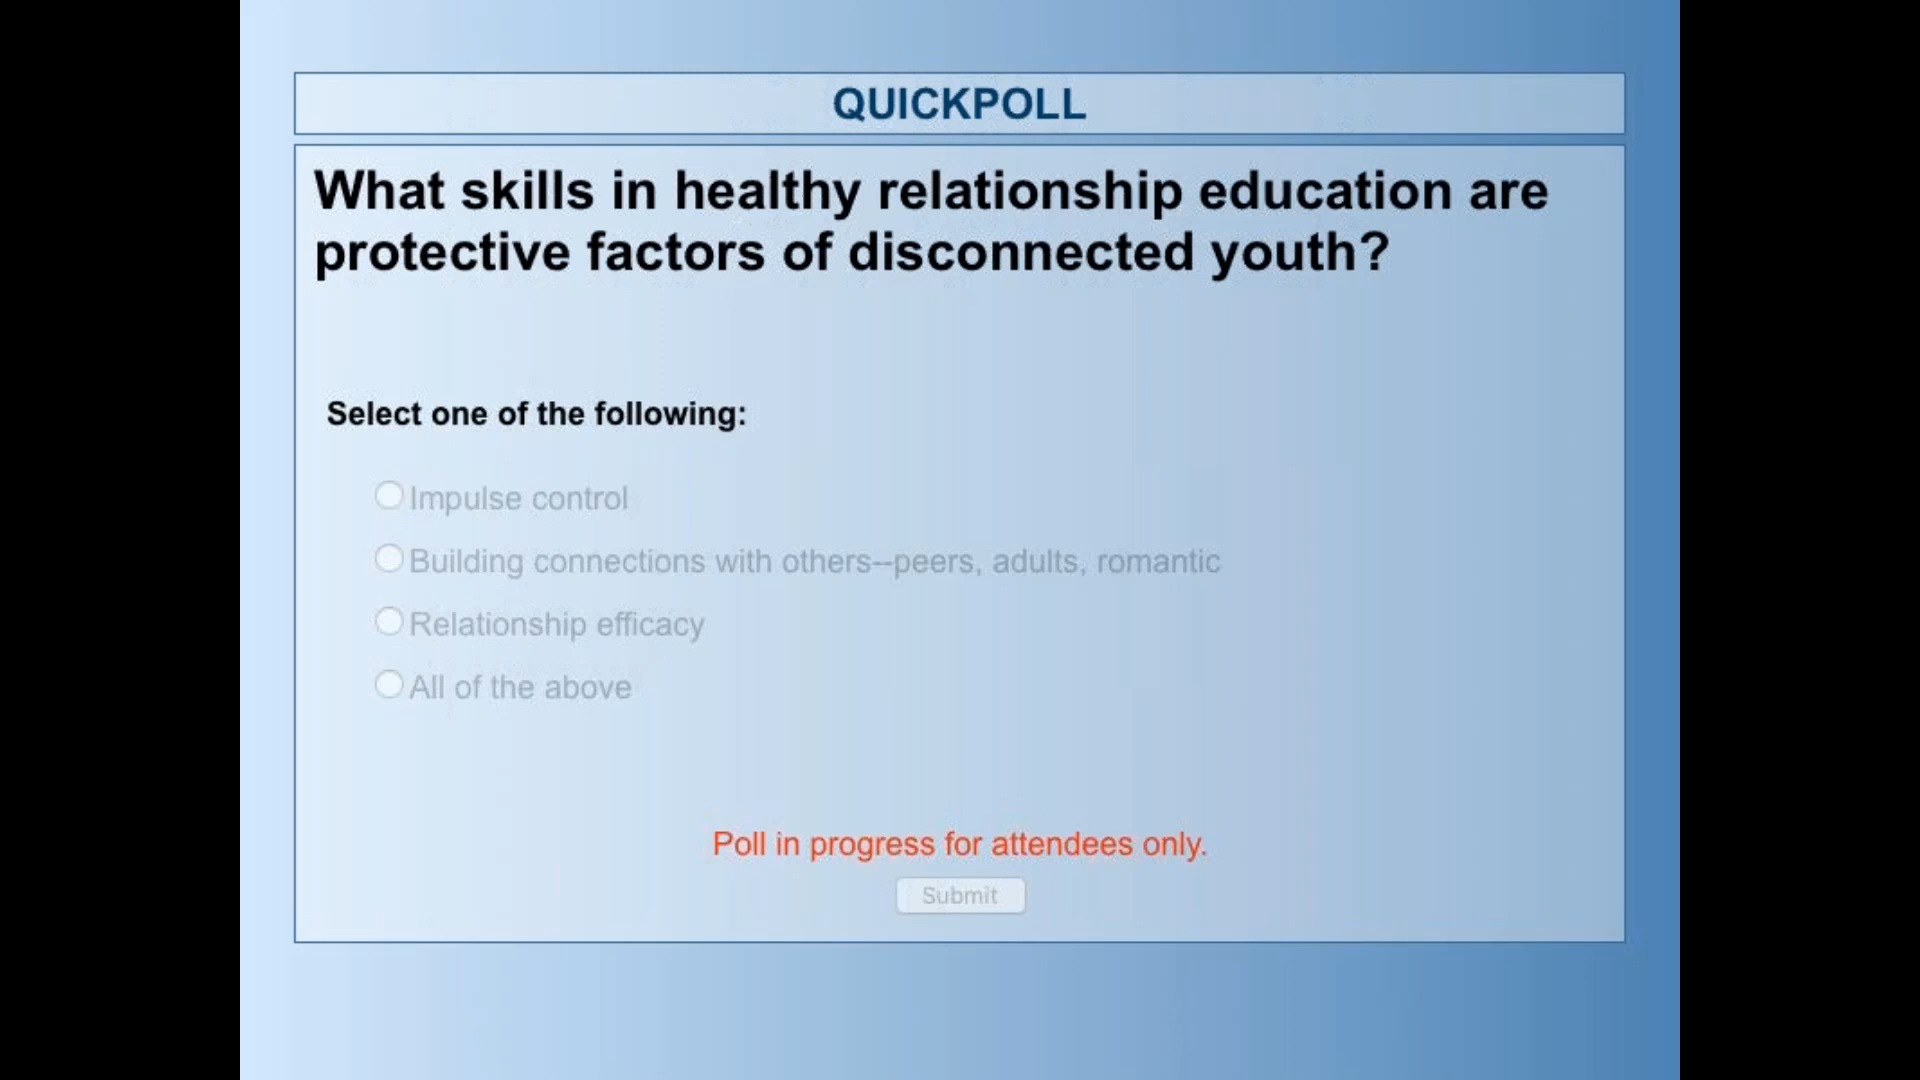 QUICKPOLL
What skills in healthy relationship education are
protective factors of disconnected youth?
Select one of the following:
Impulse control
Building connections with others--peers, adults, romantic
Relationship efficacy
All of the above
Poll in progress for attendees only.
Submit